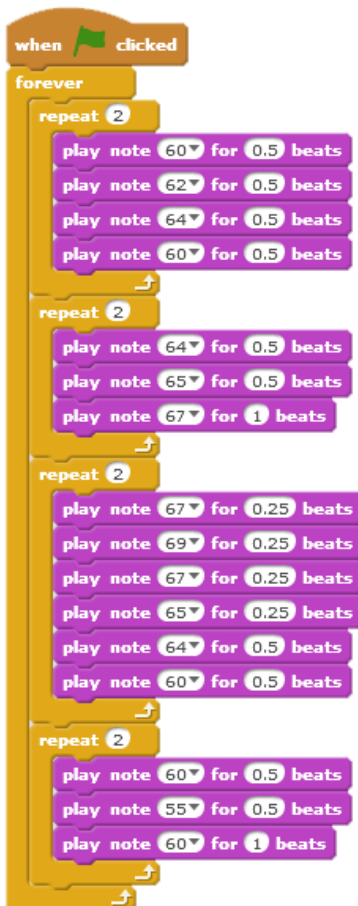 when clicked
forever
repeat 2
play note 60 for 0.5 beats
play note 62 for 0.5 beats
play note 64 for 0.5 beats
play note 60 for 0.5 beats
repeat 2
play note 64 for 0.5 beats
play note 65 for 0.5 beats
play note 67 for 1 beats
repeat 2
play note 67 for 0.25 beats
play note 69 for 0.25 beats
play note 67 for 0.25 beats
play note 65 for 0.25 beats
play note 64 for 0.5 beats
play note 60 for 0.5 beats
repeat 2
play note 60 for 0.5 beats
play note 55 for 0.5 beats
play note 60 for 1 beats